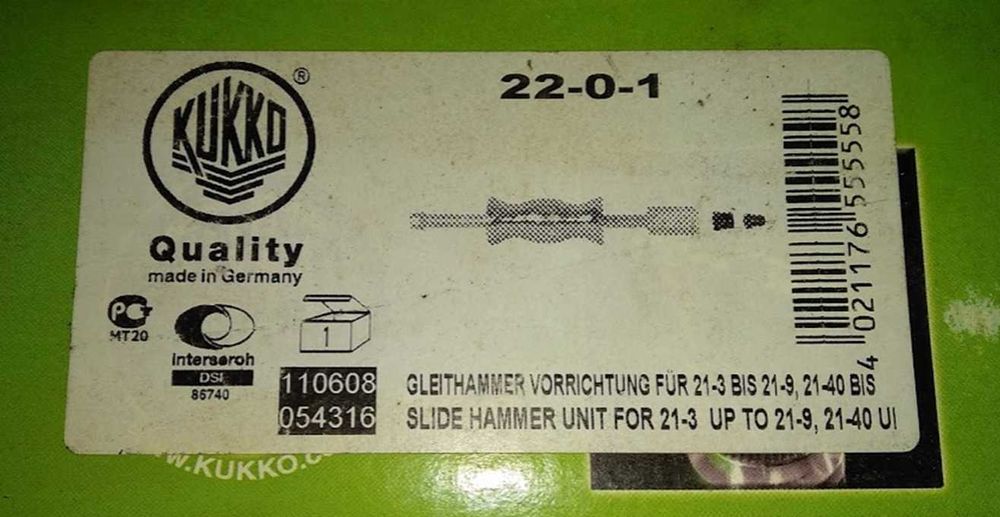 KUKKO
®
Quality
made in Germany
22-0-1
4 021176 555558
PG
MT20
interseroh
DSI
86740
1
110608
054316
GLEITHAMMER VORRICHTUNG FÜR 21-3 BIS 21-9, 21-40 BIS
SLIDE HAMMER UNIT FOR 21-3 UP TO 21-9, 21-40 U
.KUKKO.